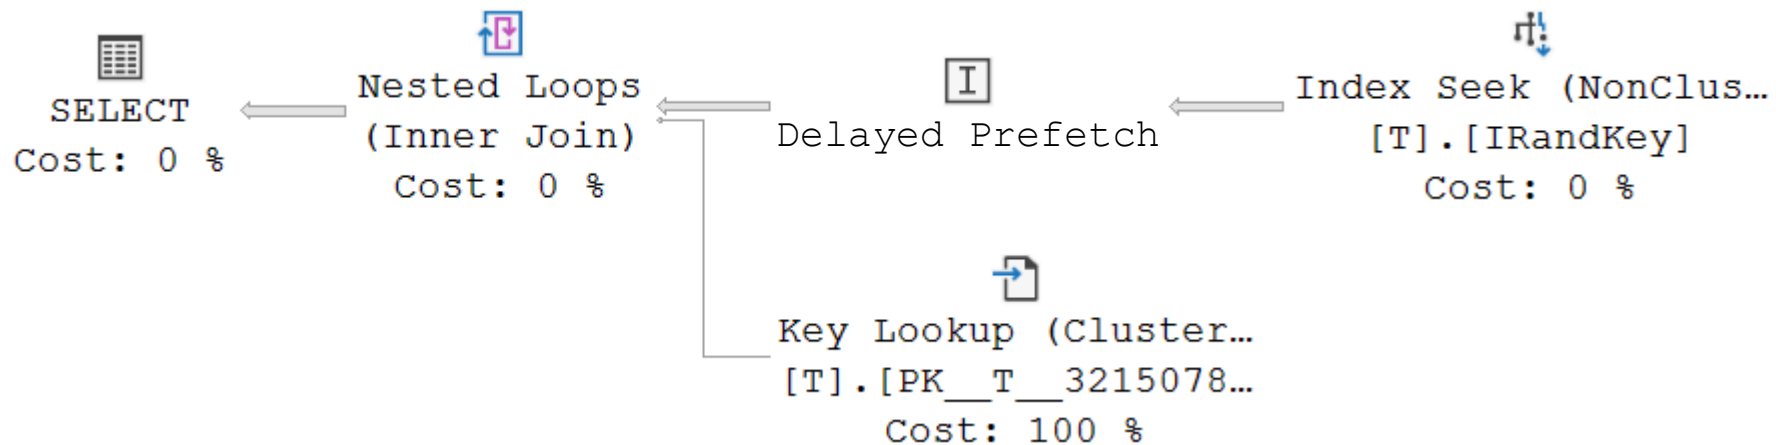 SELECT
Cost: 0 %
Nested Loops
(Inner Join)
Cost: 0 %
I
Delayed Prefetch
Index Seek (NonClus…
[T].[IRandKey]
Cost: 0 %
Key Lookup (Cluster…
[T].[PK__T__3215078…
Cost: 100 %